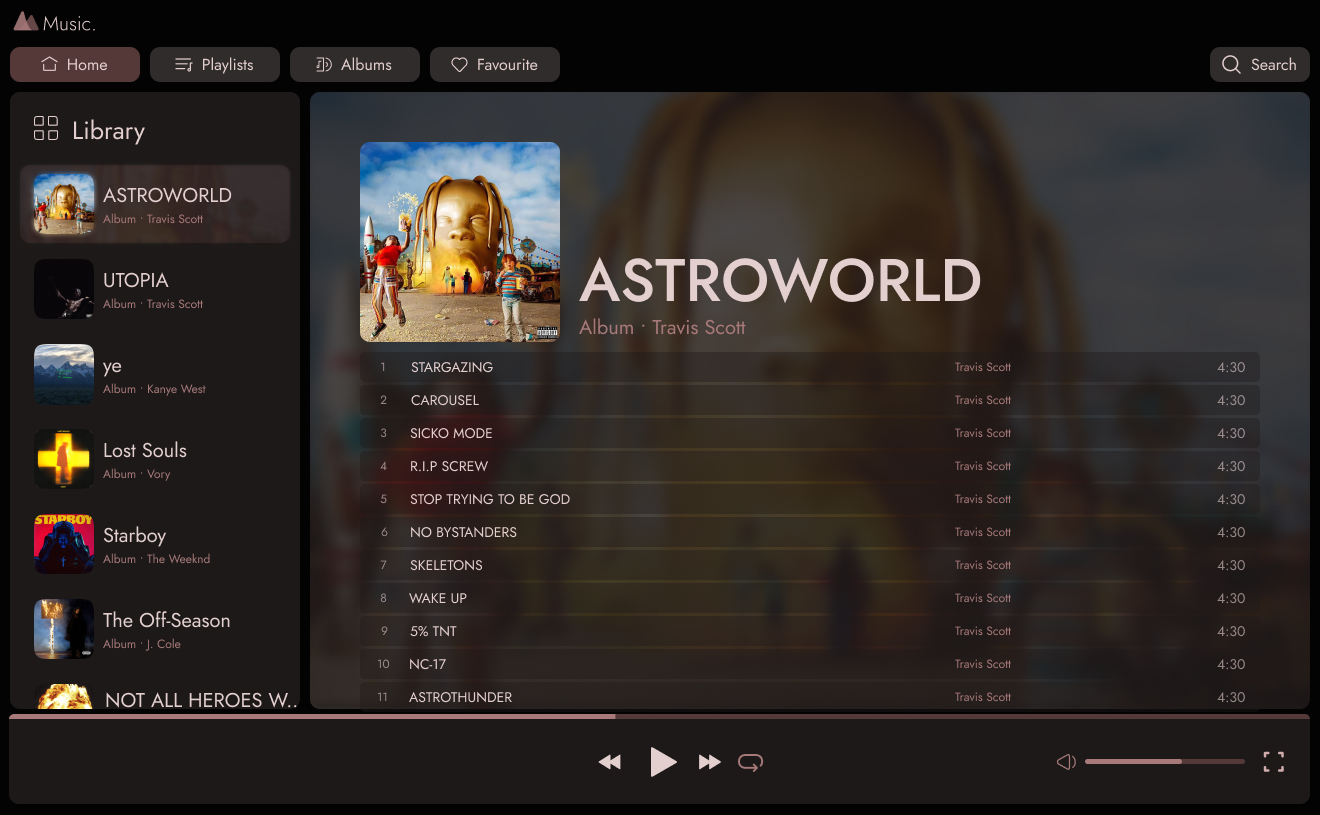 Music.
Home
Playlists
Albums
Favourite
Search
Library
ASTROWORLD
Album · Travis Scott
UTOPIA
Album · Travis Scott
ye
Album · Kanye West
Lost Souls
Album · Vory
STARBOY
Starboy
Album · The Weeknd
The Off-Season
Album · J. Cole
NOT ALL HEROES W..
ASTROWORLD
Album · Travis Scott
1 STARGAZING Travis Scott 4:30
2 CAROUSEL Travis Scott 4:30
3 SICKO MODE Travis Scott 4:30
4 R.I.P SCREW Travis Scott 4:30
5 STOP TRYING TO BE GOD Travis Scott 4:30
6 NO BYSTANDERS Travis Scott 4:30
7 SKELETONS Travis Scott 4:30
8 WAKE UP Travis Scott 4:30
9 5% TNT Travis Scott 4:30
10 NC-17 Travis Scott 4:30
11 ASTROTHUNDER Travis Scott 4:30